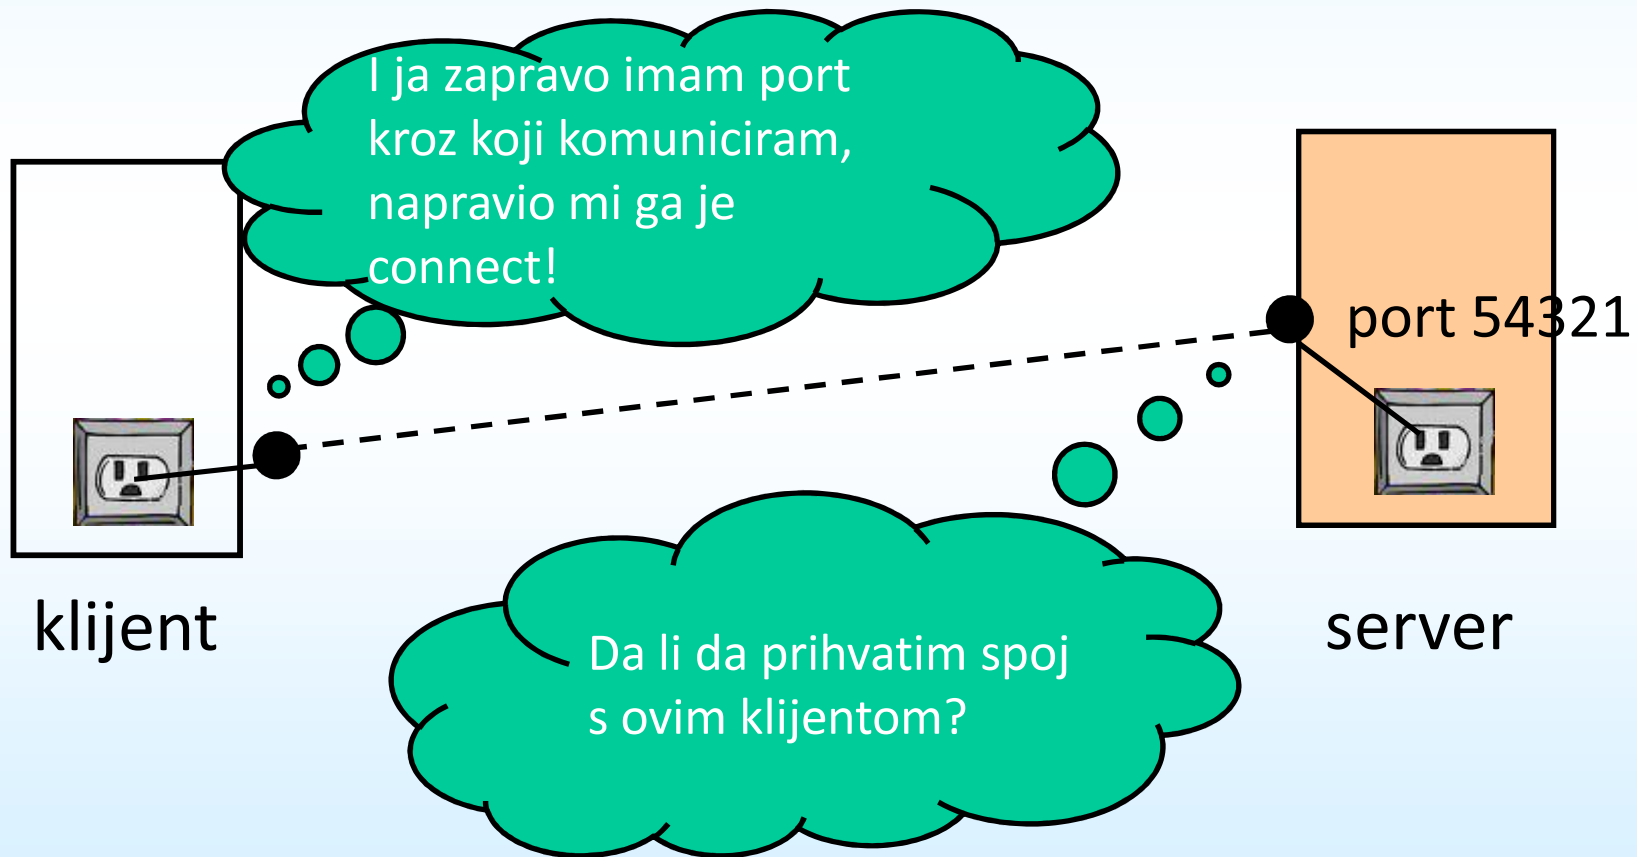 I ja zapravo imam port
kroz koji komuniciram,
napravio mi ga je
connect!
port 54321
klijent
server
Da li da prihvatim spoj
s ovim klijentom?